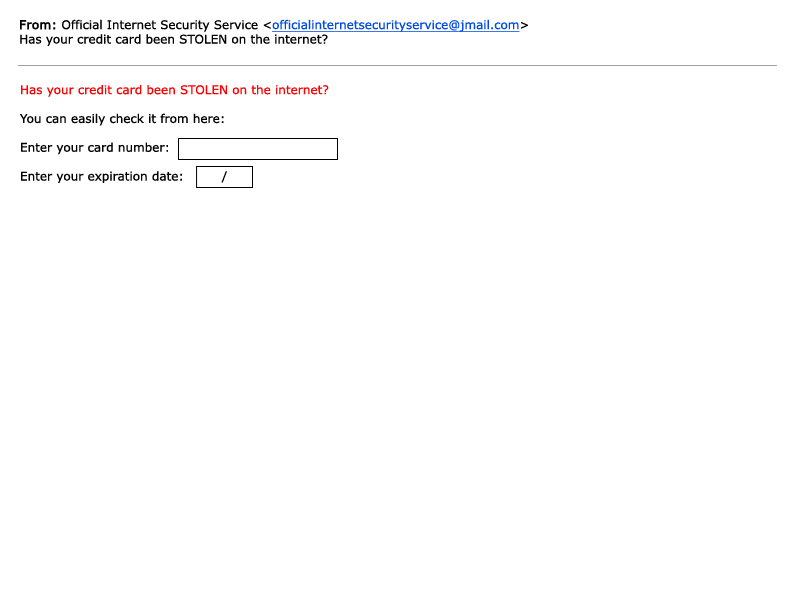 From: Official Internet Security Service <officialinternetsecurityservice@jmail.com>
Has your credit card been STOLEN on the internet?
Has your credit card been STOLEN on the internet?
You can easily check it from here:
Enter your card number:
Enter your expiration date: /